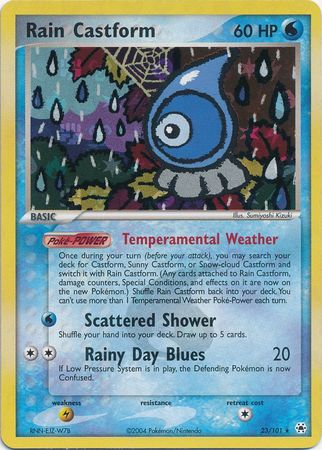 Rain Castform 60 HP
BASIC
Illus. Sumiyoshi Kizuki
Poké-POWER Temperamental Weather
Once during your turn (before your attack), you may search your
deck for Castform, Sunny Castform, or Snow-cloud Castform and
switch it with Rain Castform. (Any cards attached to Rain Castform,
damage counters, Special Conditions, and effects on it are now on
the new Pokémon.) Shuffle Rain Castform back into your deck. You
can't use more than 1 Temperamental Weather Poké-Power each turn.
Scattered Shower
Shuffle your hand into your deck. Draw up to 5 cards.
Rainy Day Blues 20
If Low Pressure System is in play, the Defending Pokémon is now
Confused.
weakness resistance retreat cost
RNN-EJZ-W7B ©2004 Pokémon/Nintendo 23/101 ★